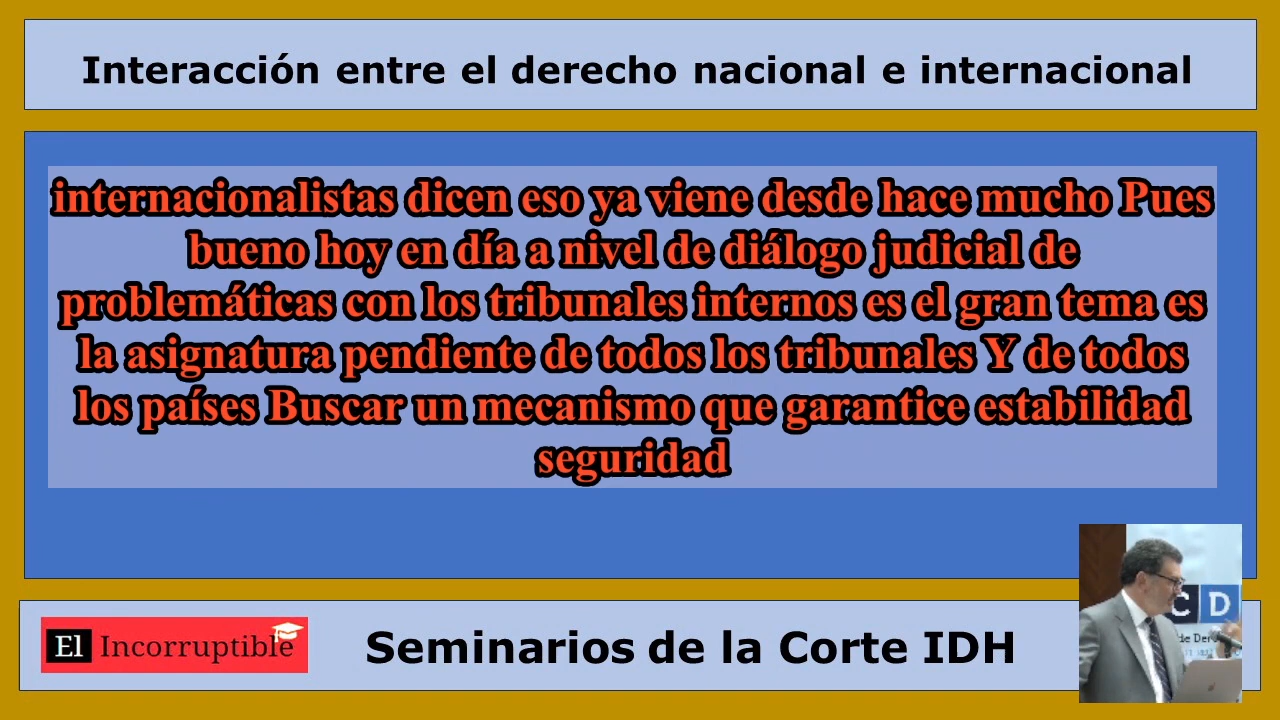 Interacción entre el derecho nacional e internacional
internacionalistas dicen eso ya viene desde hace mucho Pues
bueno hoy en día a nivel de diálogo judicial de
problemáticas con los tribunales internos es el gran tema es
la asignatura pendiente de todos los tribunales Y de todos
los países Buscar un mecanismo que garantice estabilidad
seguridad
El Incorruptible
Seminarios de la Corte IDH
C D
de